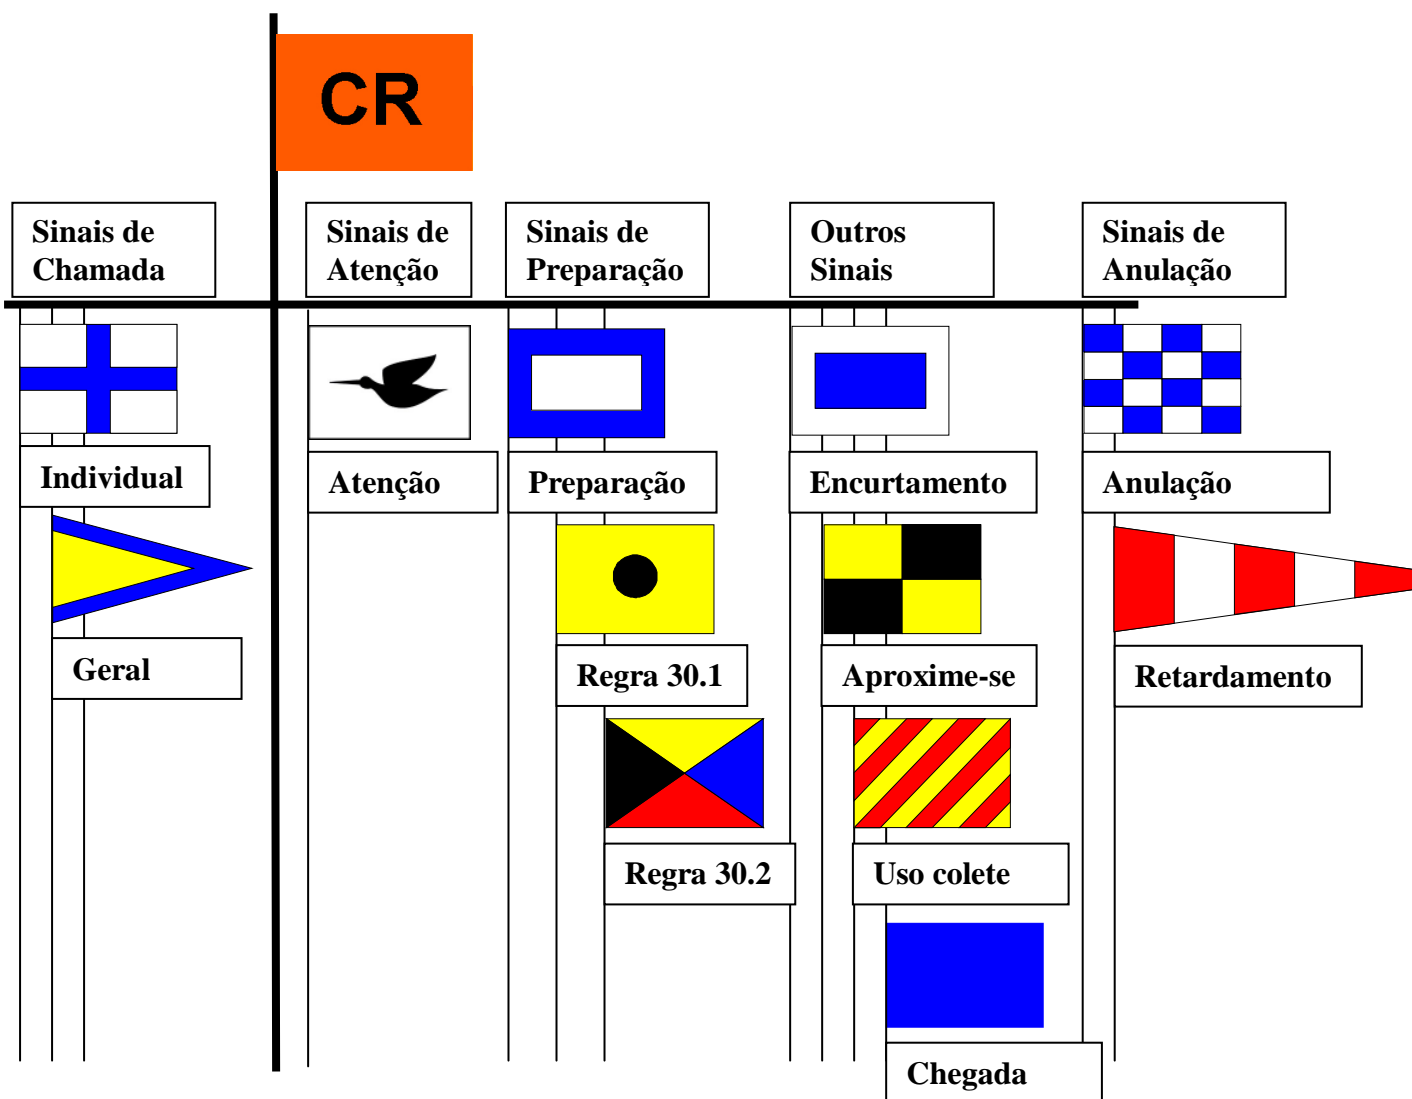 CR
Sinais de
Chamada
Sinais de
Atenção
Sinais de
Preparação
Outros
Sinais
Sinais de
Anulação
Individual
Atenção
Preparação
Encurtamento
Anulação
Geral
Regra 30.1
Aproxime-se
Retardamento
Regra 30.2
Uso colete
Chegada